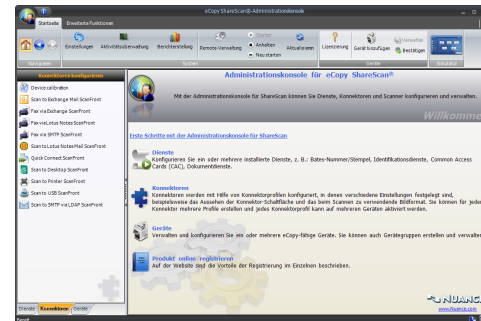 eCopy ShareScan®-Administrationskonsole
Startseite Erweiterte Funktionen
Einstellungen Aktivitätsüberwachung Berichterstellung Remote-Verwaltung
Starten
Anhalten
Neu starten
Aktualisieren
Lizenzierung Gerät hinzufügen
Verwalten
Bestätigen
Navigieren System Geräte Simulator
Konnektoren konfigurieren
Device calibration
Scan to Exchange Mail ScanFront
Fax via Exchange ScanFront
Fax via Lotus Notes ScanFront
Fax via SMTP ScanFront
Scan to Lotus Notes Mail ScanFront
Quick Connect ScanFront
Scan to Desktop ScanFront
Scan to Printer ScanFront
Scan to USB ScanFront
Scan to SMTP via LDAP ScanFront
Dienste Konnektoren Geräte
Bereit
Administrationskonsole für eCopy ShareScan®
Mit der Administrationskonsole für ShareScan können Sie Dienste, Konnektoren und Scanner konfigurieren und verwalten.
Willkomme
Erste Schritte mit der Administrationskonsole für ShareScan
Dienste
Konfigurieren Sie ein oder mehrere installierte Dienste, z. B.: Bates-Nummer/Stempel, Identifikationsdienste, Common Access
Cards (CAC), Dokumentdienste.
Konnektoren
Konnektoren werden mit Hilfe von Konnektorprofilen konfiguriert, in denen verschiedene Einstellungen festgelegt sind,
beispielsweise das Aussehen der Konnektor-Schaltfläche und das beim Scannen zu verwendende Bildformat. Sie können für jeden
Konnektor mehrere Profile erstellen und jedes Konnektorprofil kann auf mehreren Geräten aktiviert werden.
Geräte
Verwalten und konfigurieren Sie ein oder mehrere eCopy-fähige Geräte. Sie können auch Gerätegruppen erstellen und verwalten
Produkt online registrieren
Auf der Website sind die Vorteile der Registrierung im Einzelnen beschrieben.
NUANCE
www.nuance.com